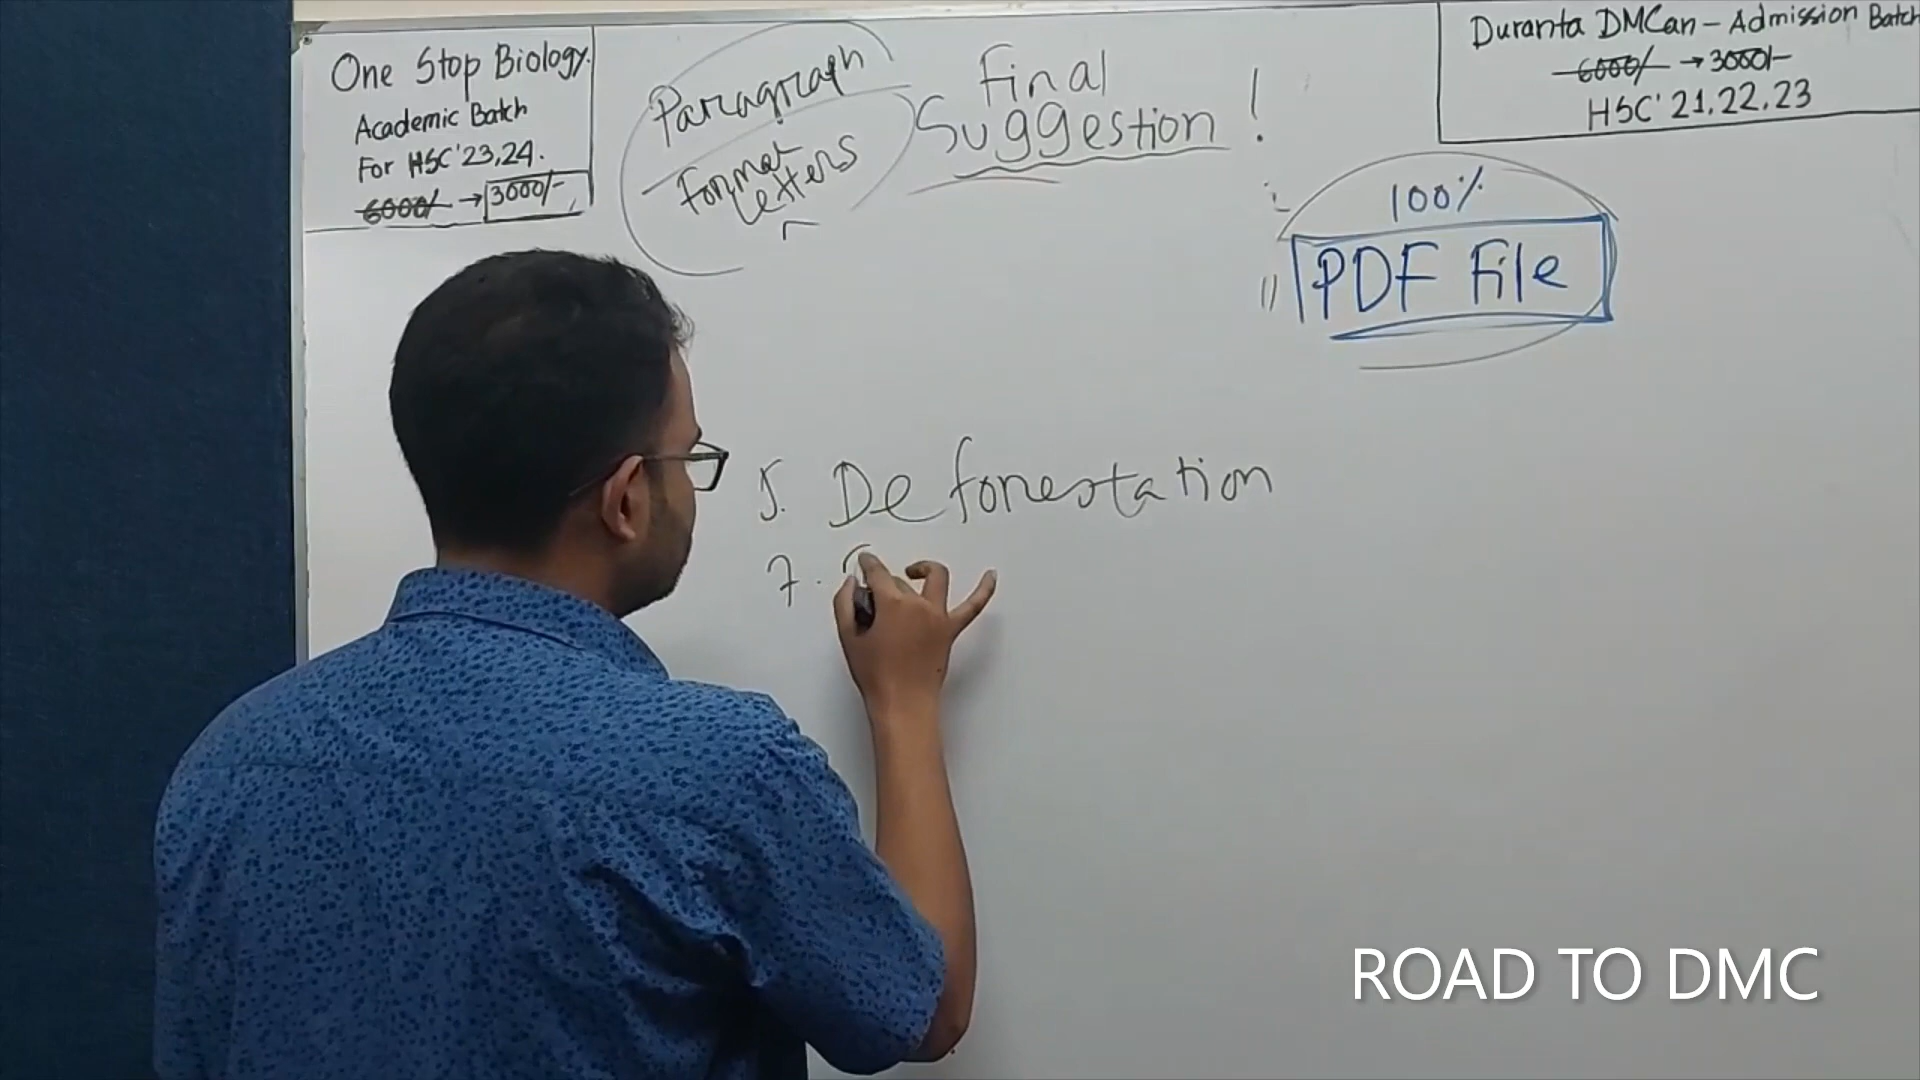 One Stop Biology.
Academic Batch
For HSC'23,24.
6000/- → 3000/-
Paragraph
Formal
Letters
Final
Suggestion !
Duranta DMCan - Admission Batch
6000/- → 3000/-
HSC'21,22,23
100%
PDF File
5. Deforestation
7.
ROAD TO DMC